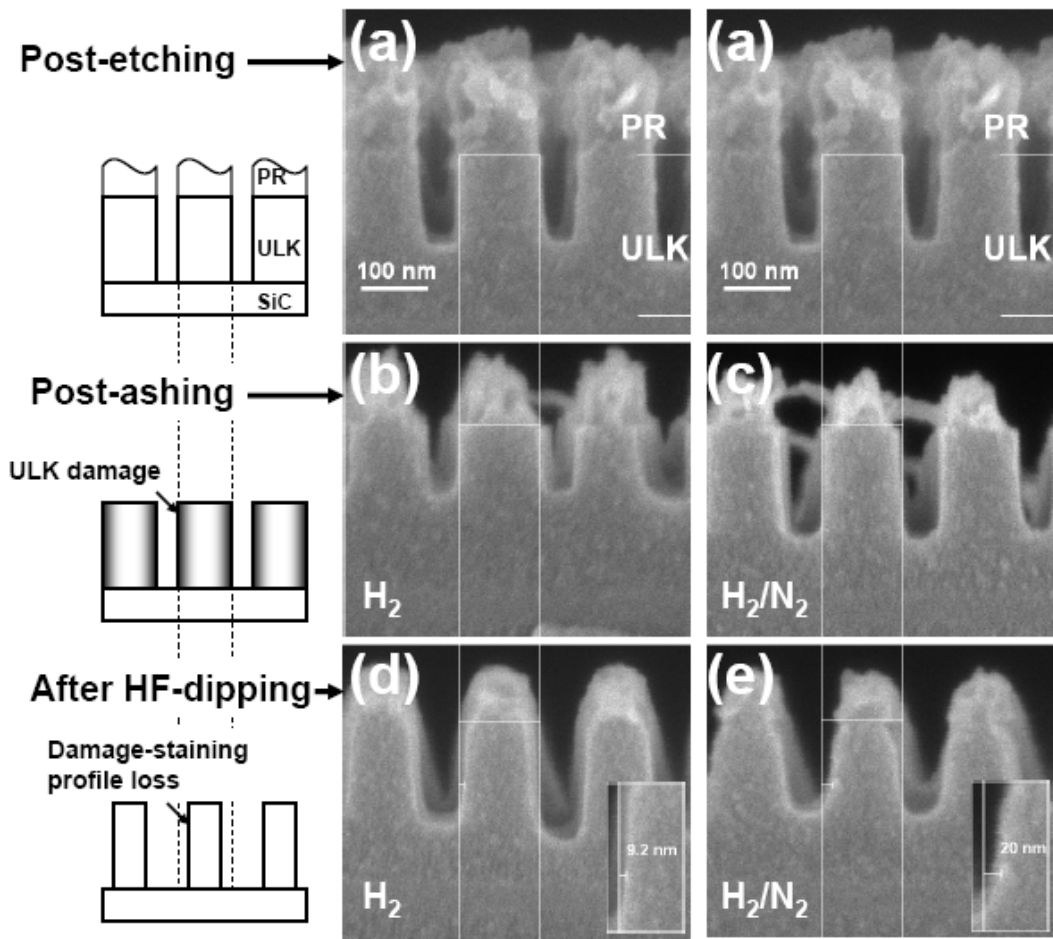 Post-etching
(a)
(a)
PR
PR
PR
ULK
ULK
ULK
100 nm
100 nm
SiC
Post-ashing
(b)
(c)
ULK damage
H₂
H₂/N₂
After HF-dipping
(d)
(e)
Damage-staining
profile loss
9.2 nm
20 nm
H₂
H₂/N₂